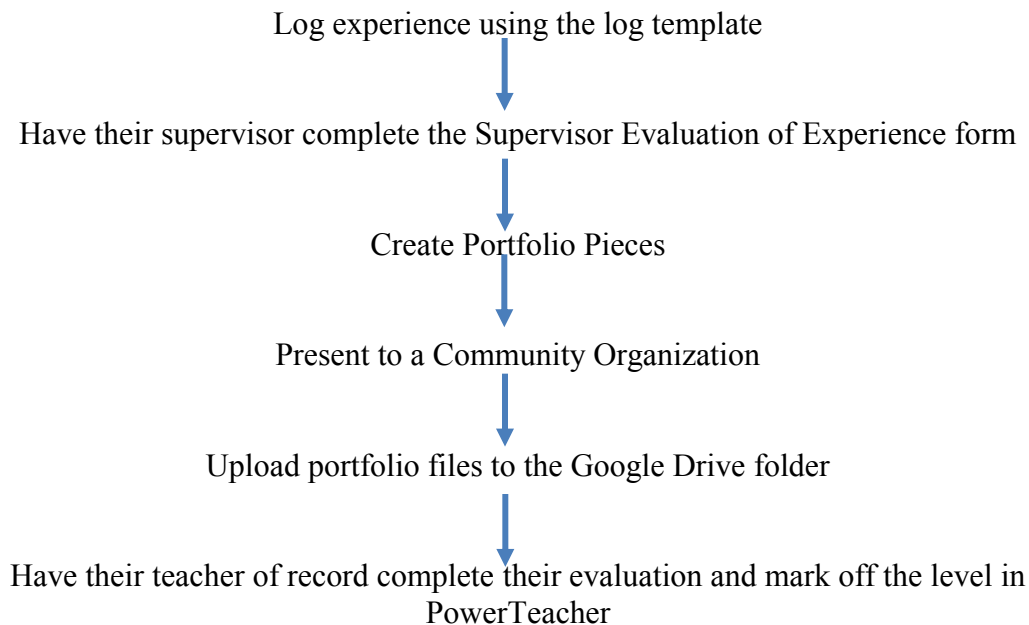 Log experience using the log template
Have their supervisor complete the Supervisor Evaluation of Experience form
Create Portfolio Pieces
Present to a Community Organization
Upload portfolio files to the Google Drive folder
Have their teacher of record complete their evaluation and mark off the level in
PowerTeacher